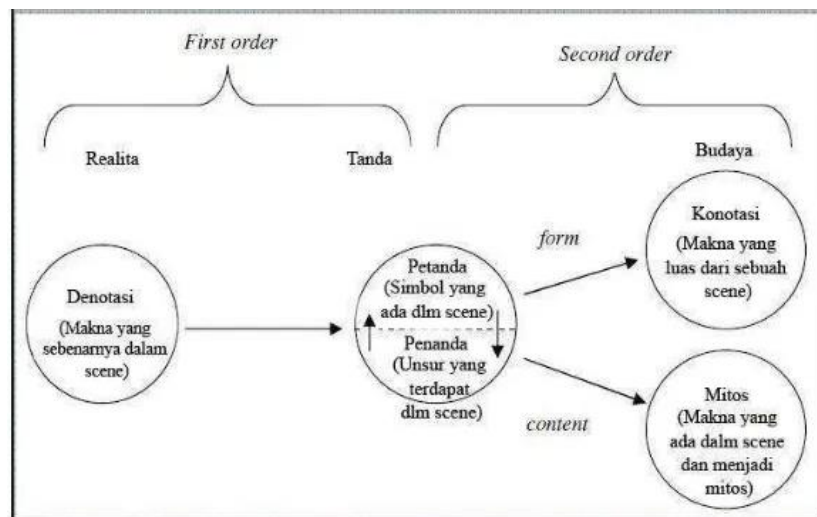 First order
Second order
Realita
Tanda
Budaya
Denotasi
(Makna yang
sebenarnya dalam
scene)
Petanda
(Simbol yang
ada dlm scene)
Penanda
(Unsur yang
terdapat
dlm scene)
form
content
Konotasi
(Makna yang
luas dari sebuah
scene)
Mitos
(Makna yang
ada dalm scene
dan menjadi
mitos)